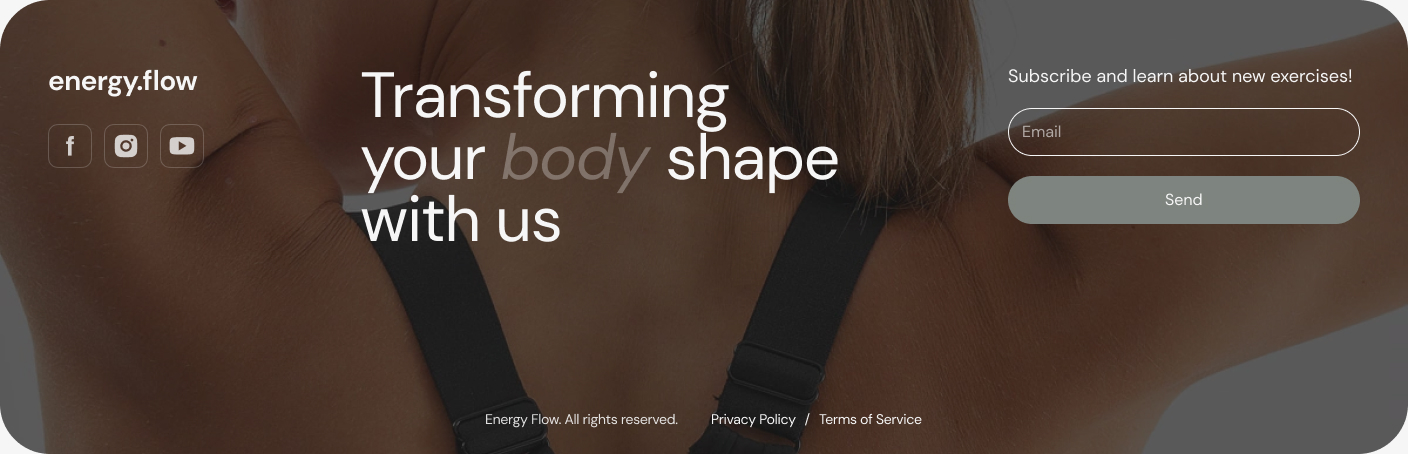 energy.flow
Transforming
your body shape
with us
Subscribe and learn about new exercises!
Email
Send
Energy Flow. All rights reserved.
Privacy Policy / Terms of Service